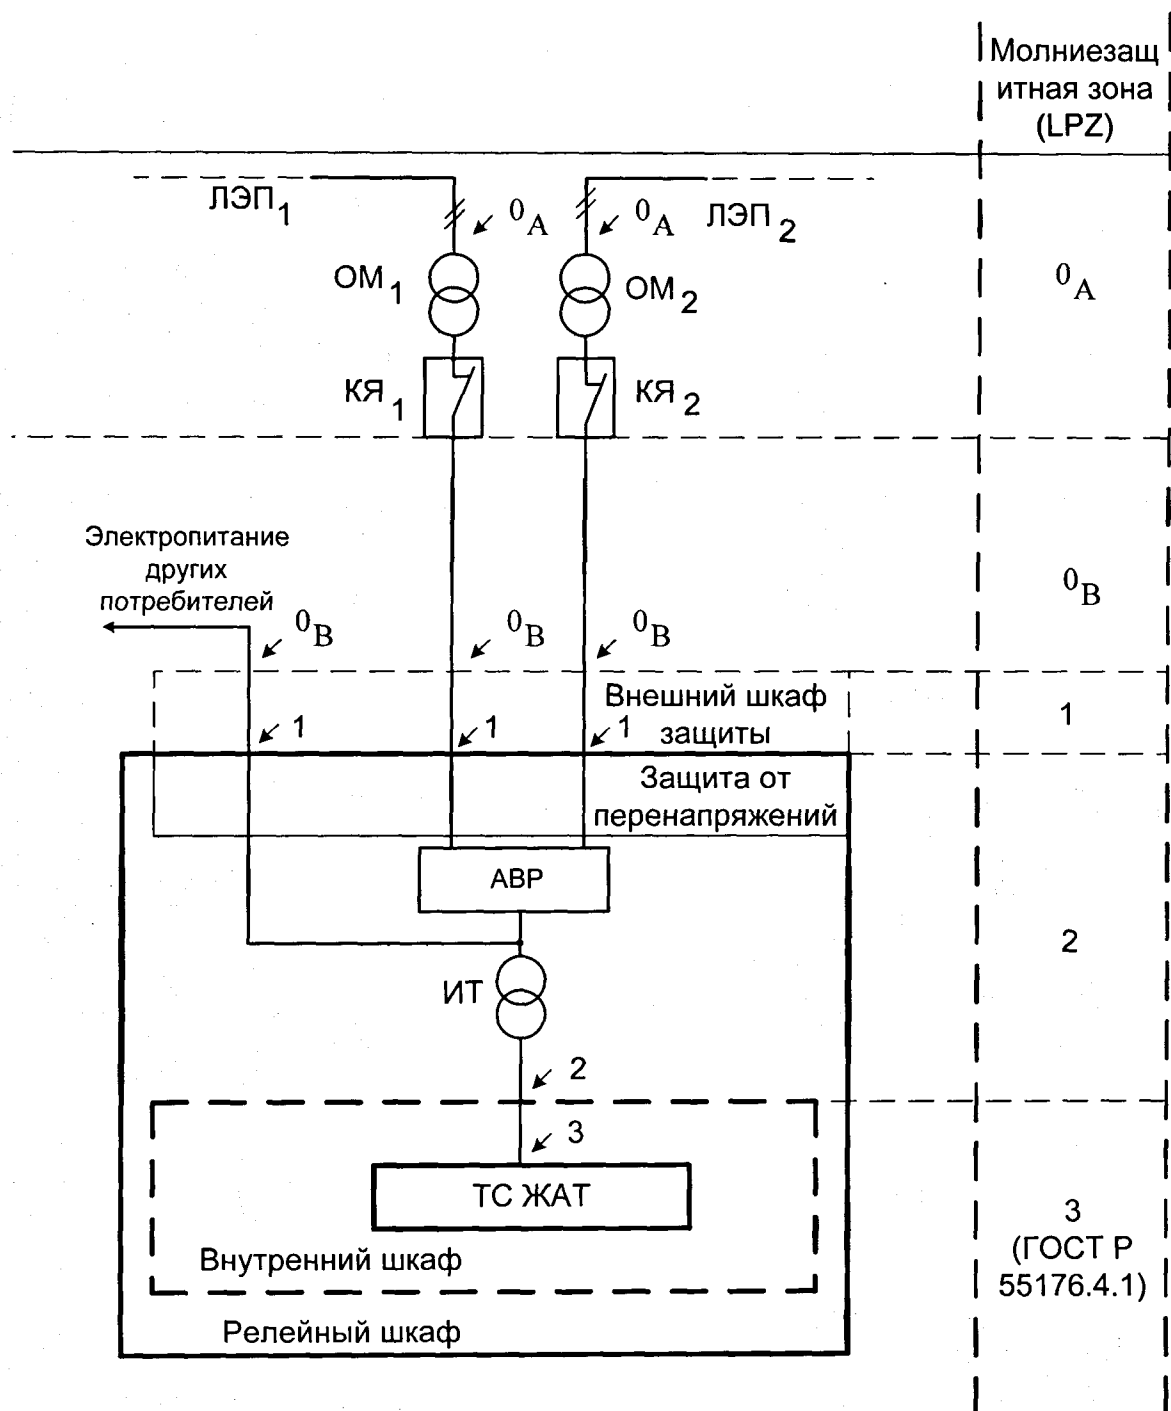 Молниезащ
итная зона
(LPZ)
ЛЭП1
0A
0A
ЛЭП2
ОМ1
ОМ2
0A
КЯ1
КЯ2
Электропитание
других
потребителей
0B
0B
0B
0B
Внешний шкаф
защиты
1
1
1
1
Защита от
перенапряжений
АВР
2
ИТ
2
3
ТС ЖАТ
3
(ГОСТ Р
55176.4.1)
Внутренний шкаф
Релейный шкаф